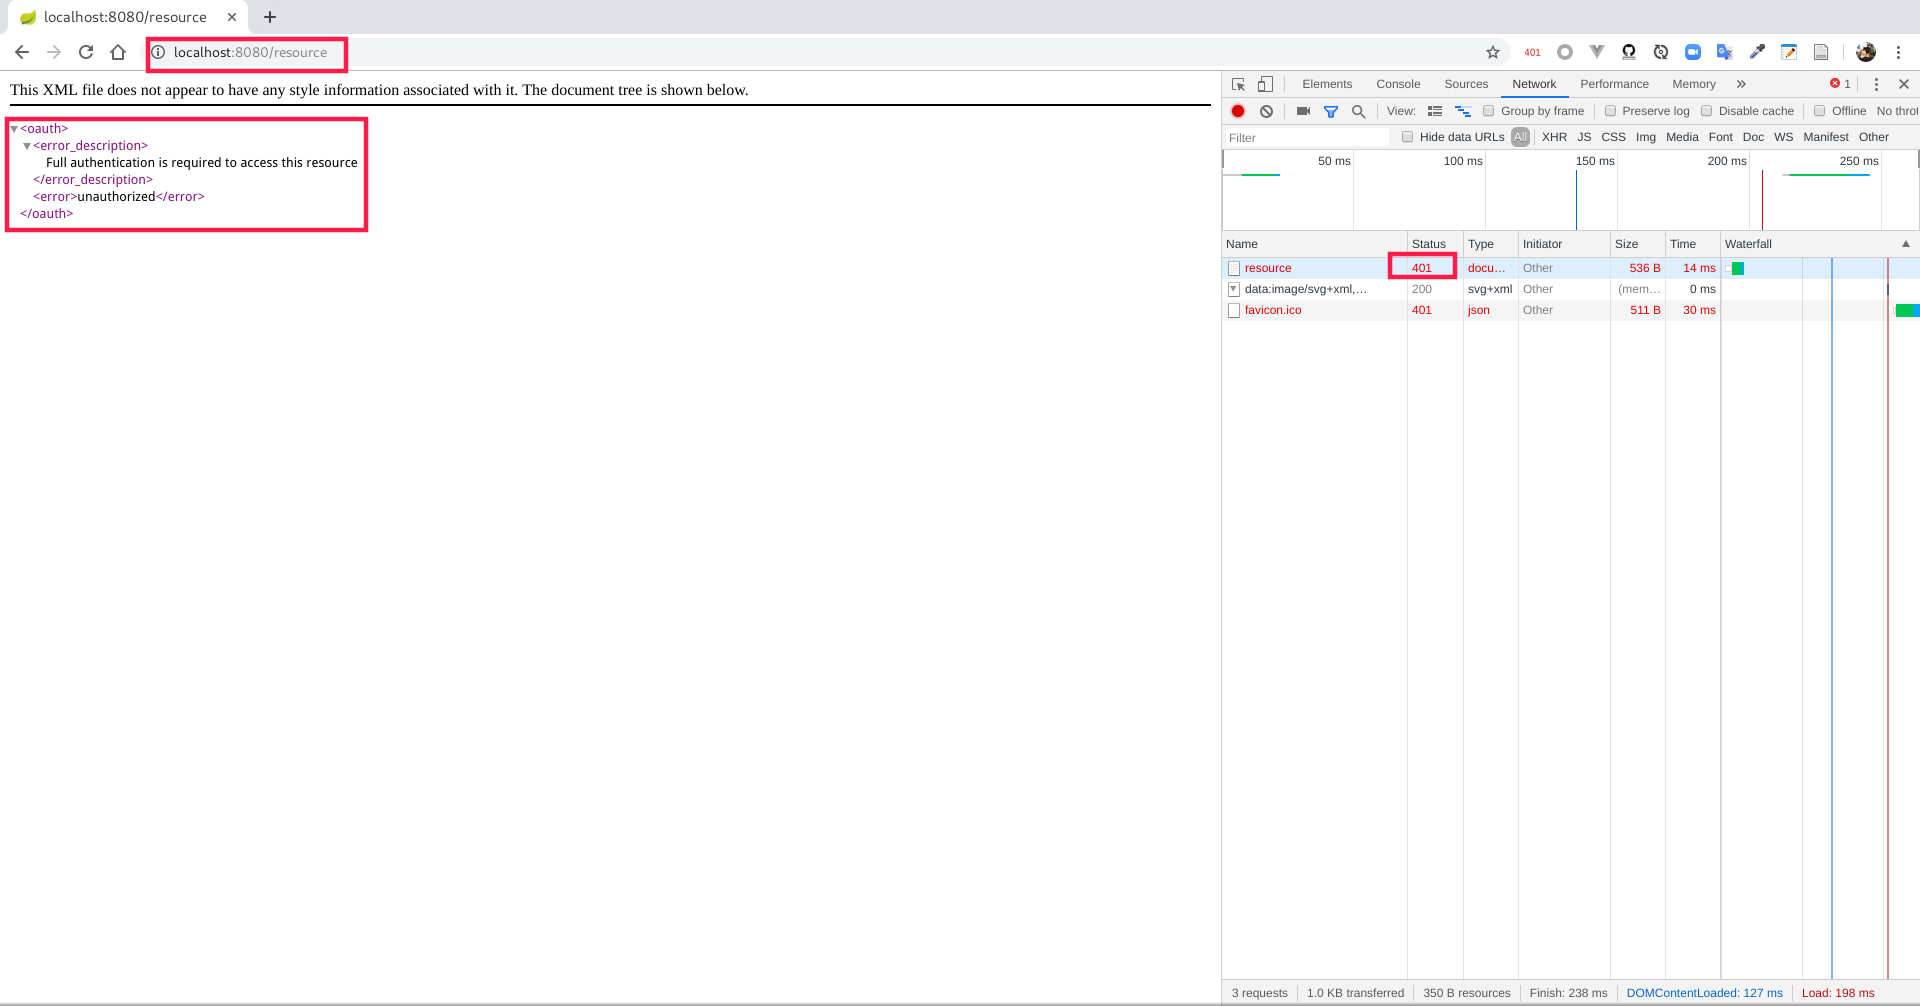 localhost:8080/resource
localhost:8080/resource
401
This XML file does not appear to have any style information associated with it. The document tree is shown below.
<oauth>
<error_description>
Full authentication is required to access this resource
</error_description>
<error>unauthorized</error>
</oauth>
Elements Console Sources Network Performance Memory » 1
View: Group by frame Preserve log Disable cache Offline No thro
Filter Hide data URLs All XHR JS CSS Img Media Font Doc WS Manifest Other
50 ms 100 ms 150 ms 200 ms 250 ms
Name Status Type Initiator Size Time Waterfall
resource 401 docu… Other 536 B 14 ms
data:image/svg+xml,… 200 svg+xml Other (mem… 0 ms
favicon.ico 401 json Other 511 B 30 ms
3 requests 1.0 KB transferred 350 B resources Finish: 238 ms DOMContentLoaded: 127 ms Load: 198 ms